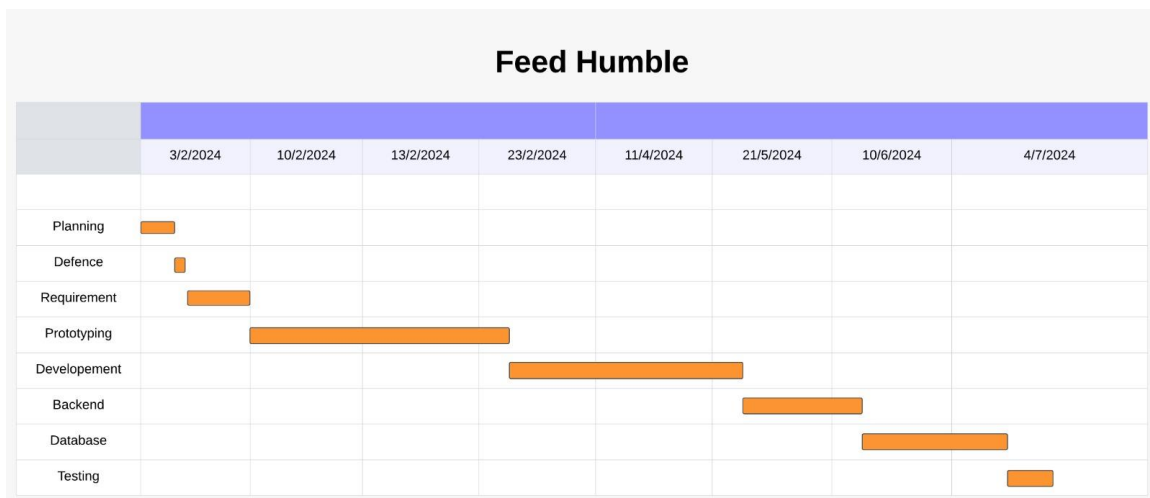 Feed Humble
3/2/2024 10/2/2024 13/2/2024 23/2/2024 11/4/2024 21/5/2024 10/6/2024 4/7/2024
Planning
Defence
Requirement
Prototyping
Developement
Backend
Database
Testing